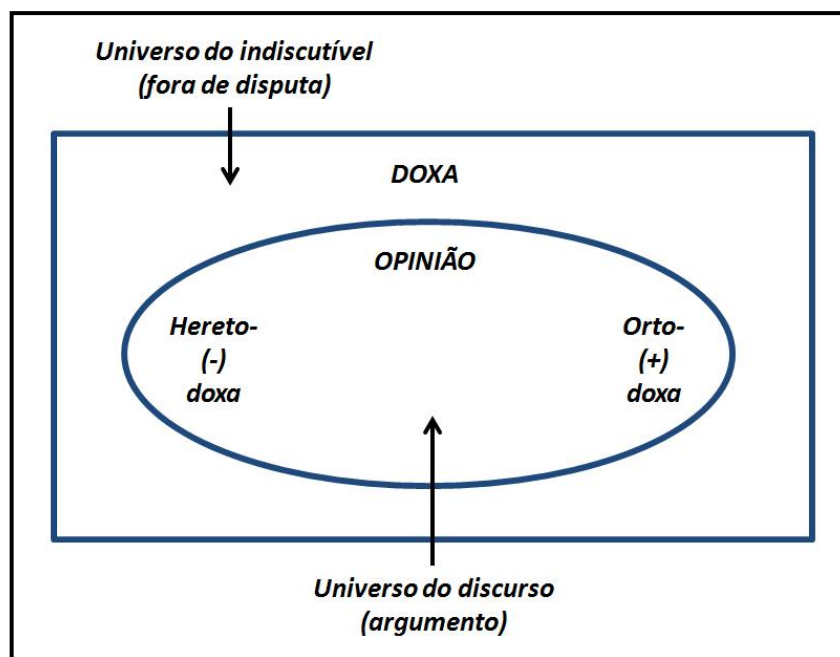 Universo do indiscutível
(fora de disputa)
DOXA
OPINIÃO
Hereto-
(-)
doxa
Orto-
(+)
doxa
Universo do discurso
(argumento)